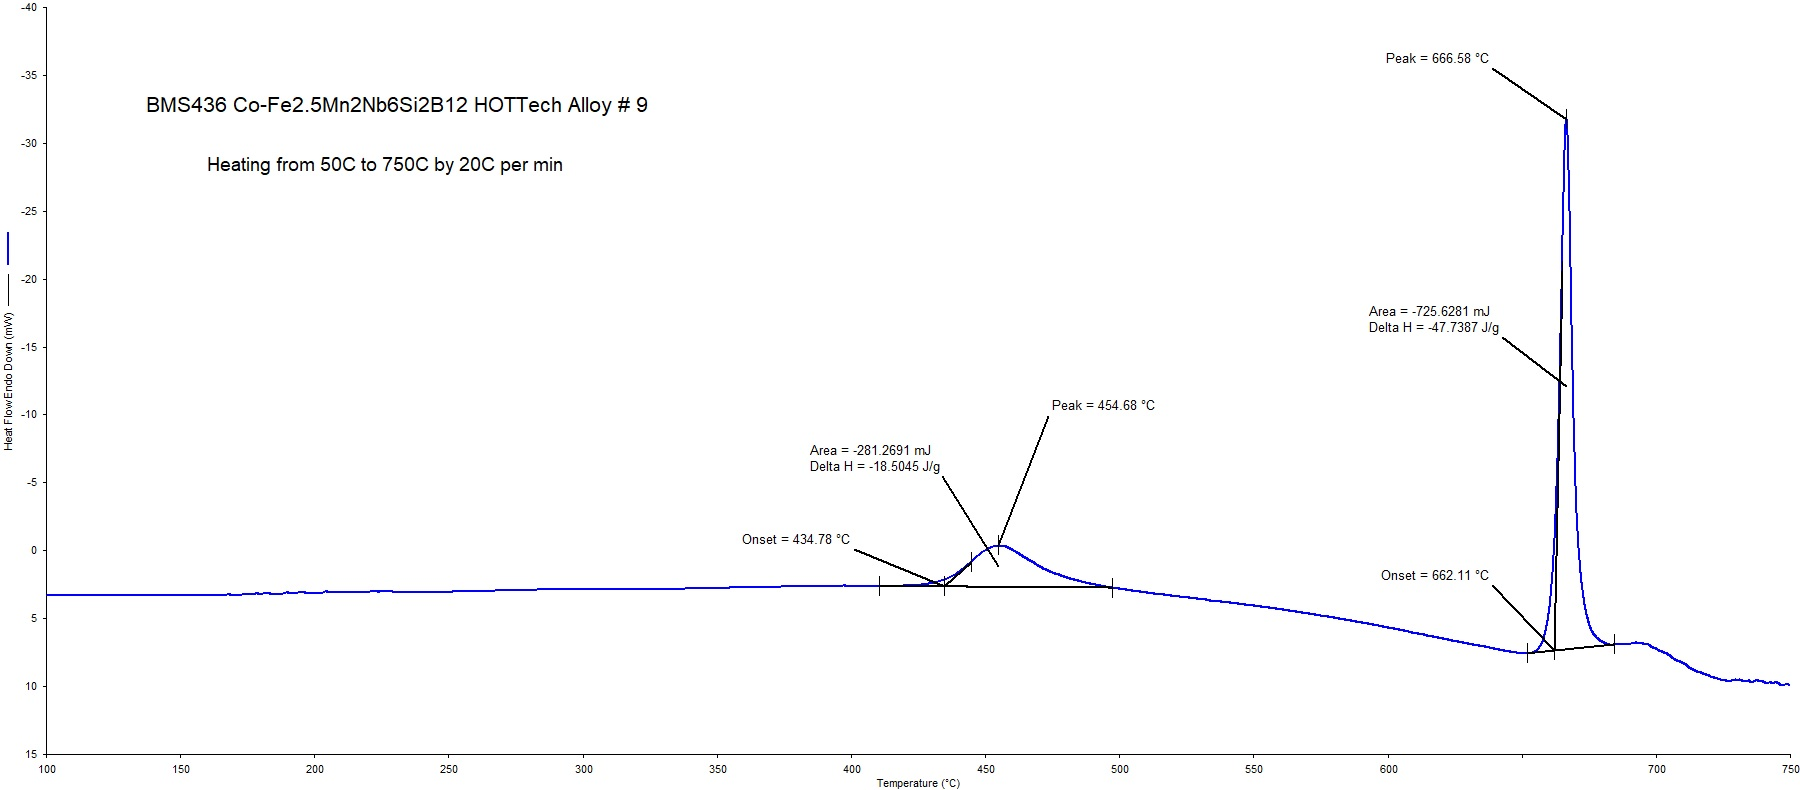 BMS436 Co-Fe2.5Mn2Nb6Si2B12 HOTTech Alloy # 9
Heating from 50C to 750C by 20C per min
Peak = 666.58 °C
Area = -725.6281 mJ
Delta H = -47.7387 J/g
Peak = 454.68 °C
Area = -281.2691 mJ
Delta H = -18.5045 J/g
Onset = 434.78 °C
Onset = 662.11 °C
Heat Flow Endo Down (mW)
-40
-35
-30
-25
-20
-15
-10
-5
0
5
10
15
100 150 200 250 300 350 400 450 500 550 600 700 750
Temperature (°C)